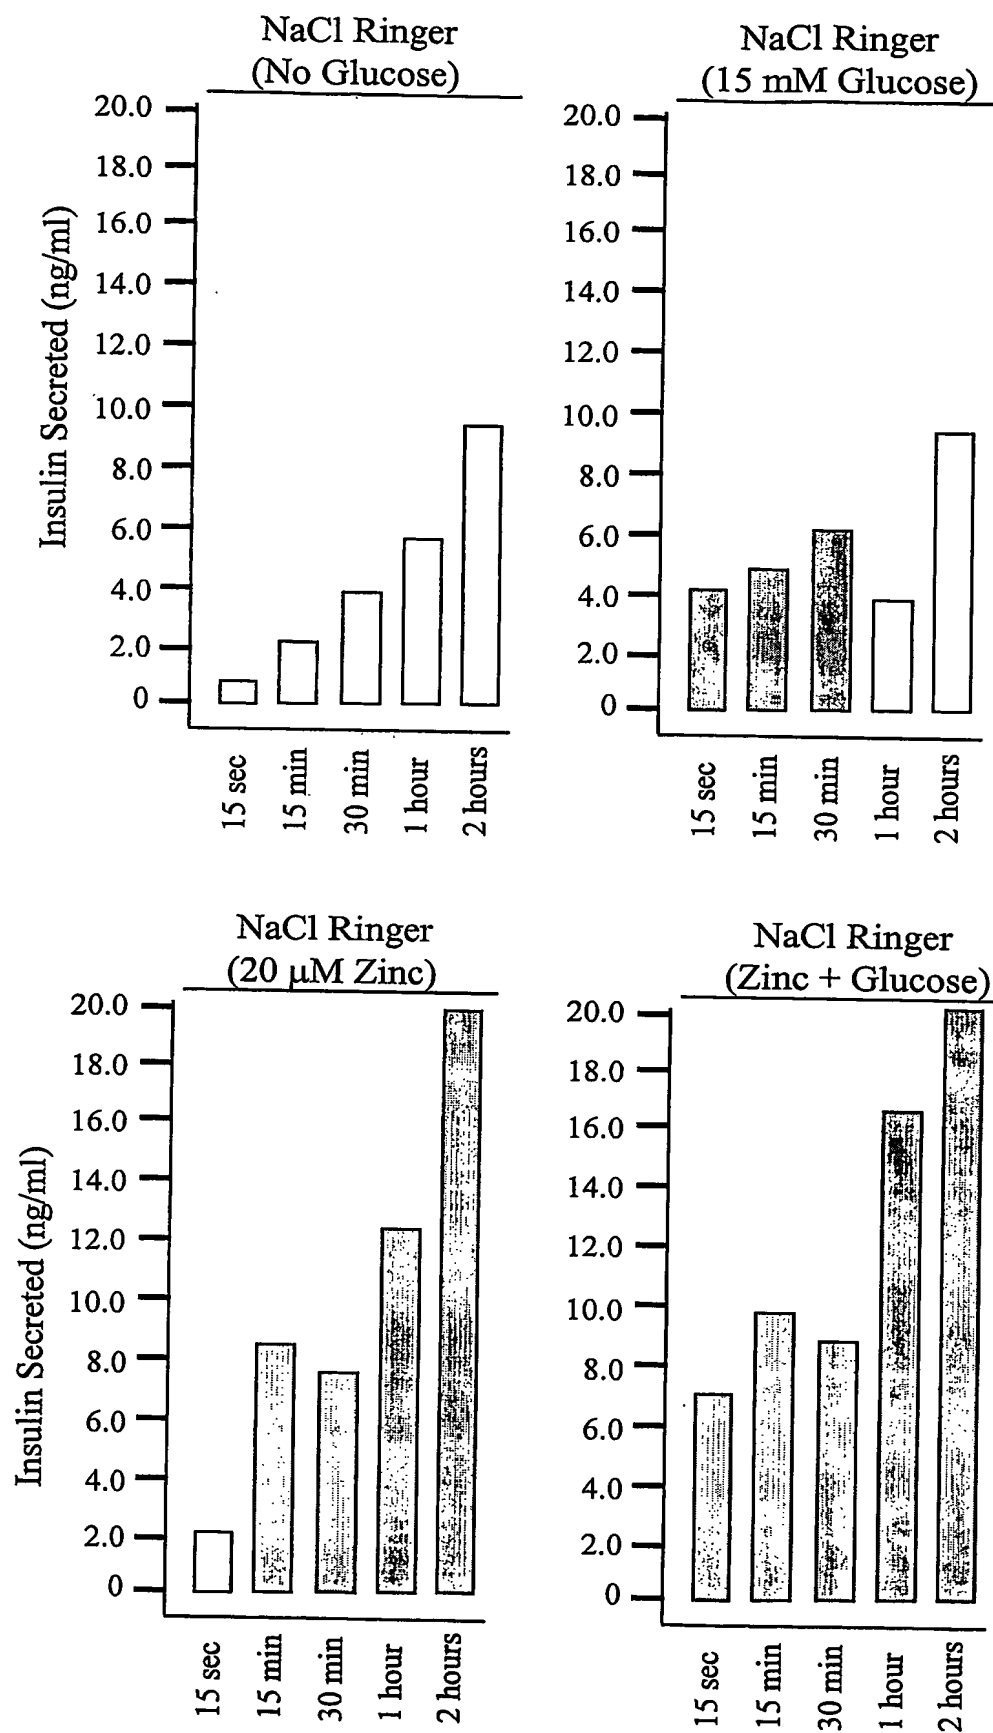 NaCl Ringer
(No Glucose)
20.0
18.0
16.0
14.0
12.0
10.0
8.0
6.0
4.0
2.0
0
Insulin Secreted (ng/ml)
15 sec
15 min
30 min
1 hour
2 hours
NaCl Ringer
(15 mM Glucose)
20.0
18.0
16.0
14.0
12.0
10.0
8.0
6.0
4.0
2.0
0
15 sec
15 min
30 min
1 hour
2 hours
NaCl Ringer
(20 μM Zinc)
20.0
18.0
16.0
14.0
12.0
10.0
8.0
6.0
4.0
2.0
0
Insulin Secreted (ng/ml)
15 sec
15 min
30 min
1 hour
2 hours
NaCl Ringer
(Zinc + Glucose)
20.0
18.0
16.0
14.0
12.0
10.0
8.0
6.0
4.0
2.0
0
15 sec
15 min
30 min
1 hour
2 hours